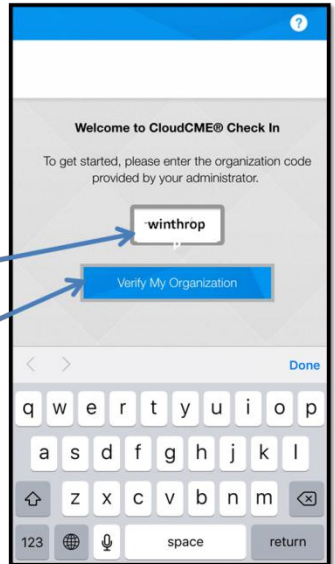 ?
Welcome to CloudCME® Check In
To get started, please enter the organization code
provided by your administrator.
winthrop
Verify My Organization
Done
q w e r t y u i o p
a s d f g h j k l
z x c v b n m
123 space return